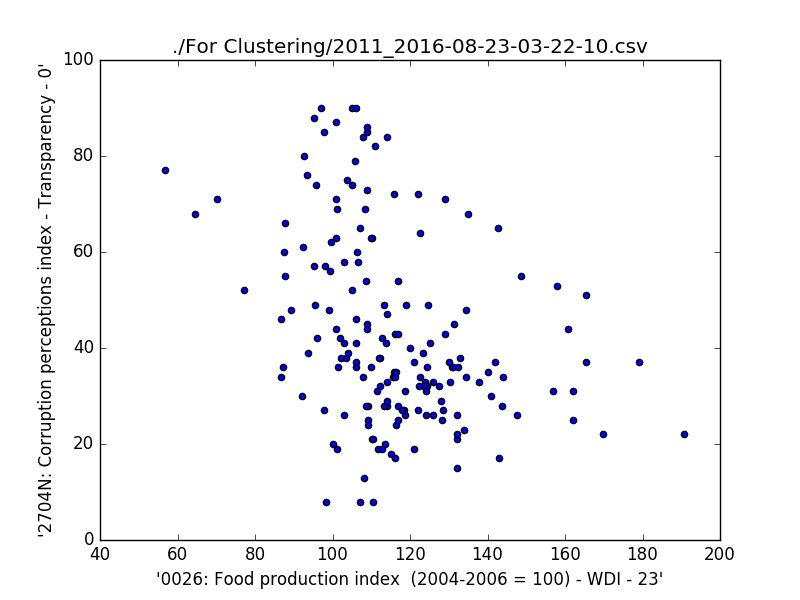 ./For Clustering/2011_2016-08-23-03-22-10.csv
100
80
60
40
20
0
'2704N: Corruption perceptions index - Transparency - 0'
40 60 80 100 120 140 160 180 200
'0026: Food production index  (2004-2006 = 100) - WDI - 23'